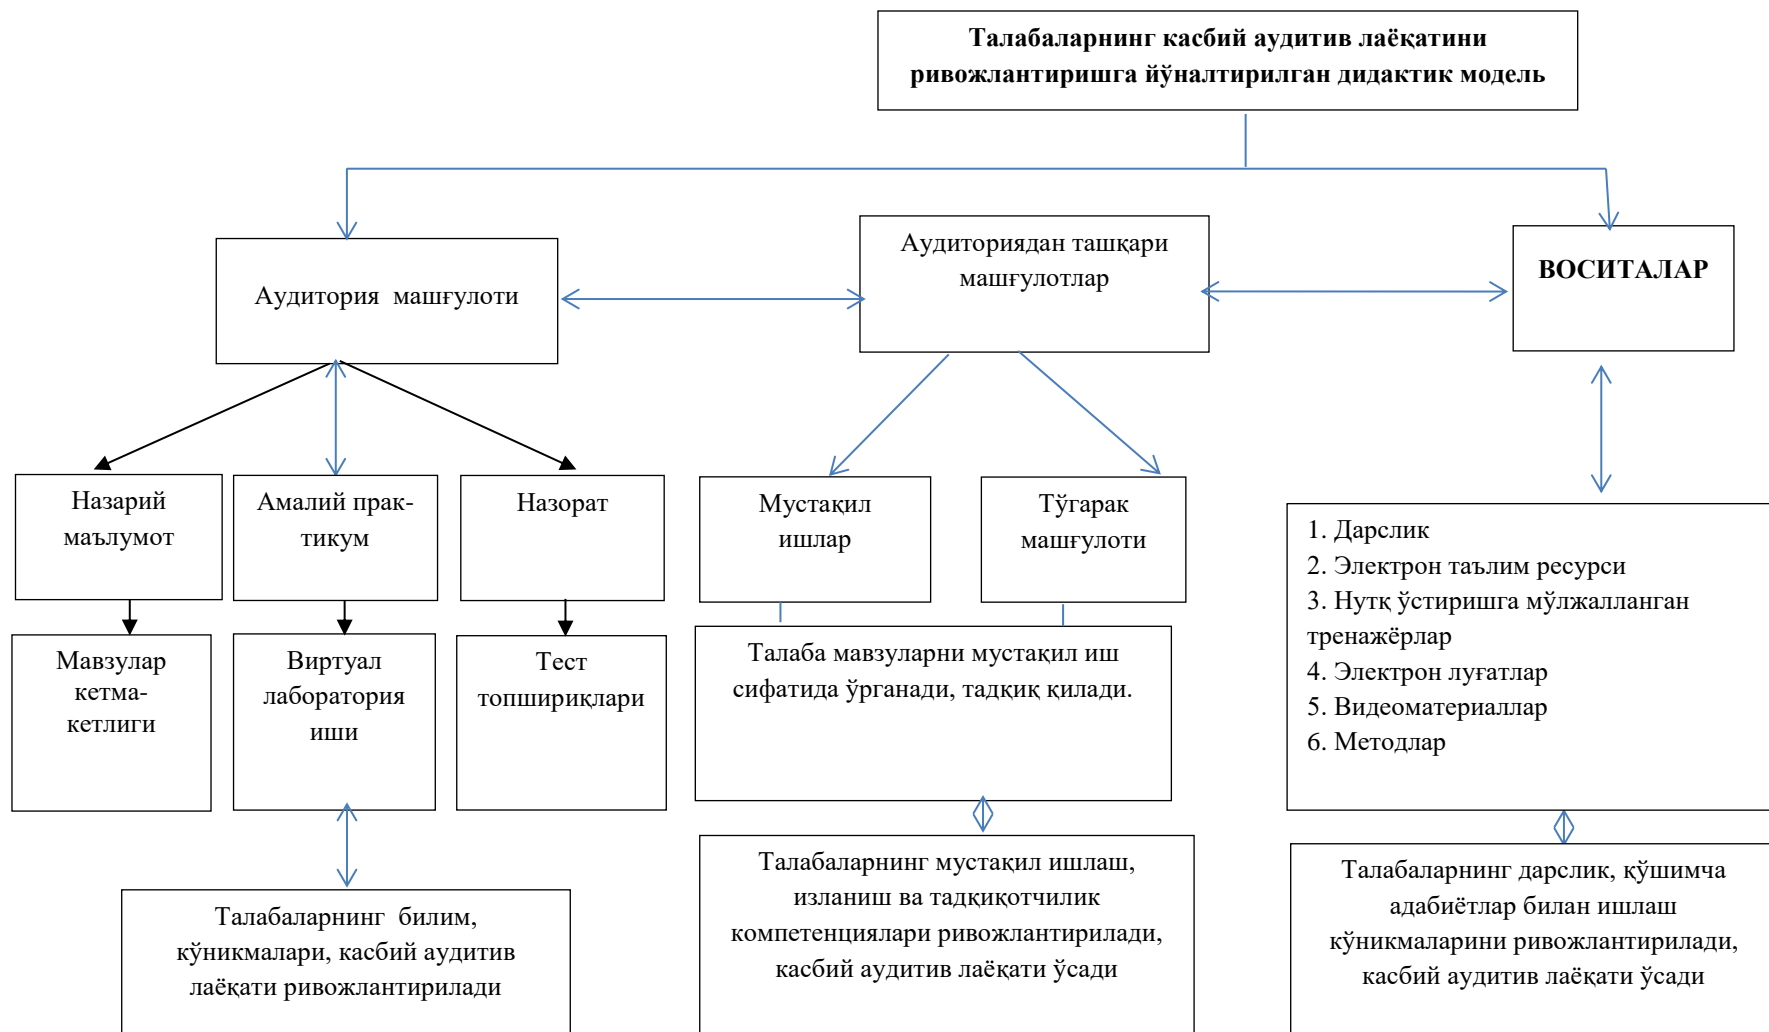 Талабаларнинг касбий аудитив лаёқатини
ривожлантиришга йўналтирилган дидактик модель
Аудитория машғулоти
Аудиториядан ташқари
машғулотлар
ВОСИТАЛАР
Назарий
маълумот
Амалий прак-
тикум
Назорат
Мустақил
ишлар
Тўгарак
машғулоти
Мавзулар
кетма-
кетлиги
Виртуал
лаборатория
иши
Тест
топшириқлари
Талаба мавзуларни мустақил иш
сифатида ўрганади, тадқиқ қилади.
1. Дарслик
2. Электрон таълим ресурси
3. Нутқ ўстиришга мўлжалланган
тренажёрлар
4. Электрон луғатлар
5. Видеоматериаллар
6. Методлар
Талабаларнинг билим,
кўникмалари, касбий аудитив
лаёқати ривожлантирилади
Талабаларнинг мустақил ишлаш,
изланиш ва тадқиқотчилик
компетенциялари ривожлантирилади,
касбий аудитив лаёқати ўсади
Талабаларнинг дарслик, қўшимча
адабиётлар билан ишлаш
кўникмаларини ривожлантирилади,
касбий аудитив лаёқати ўсади